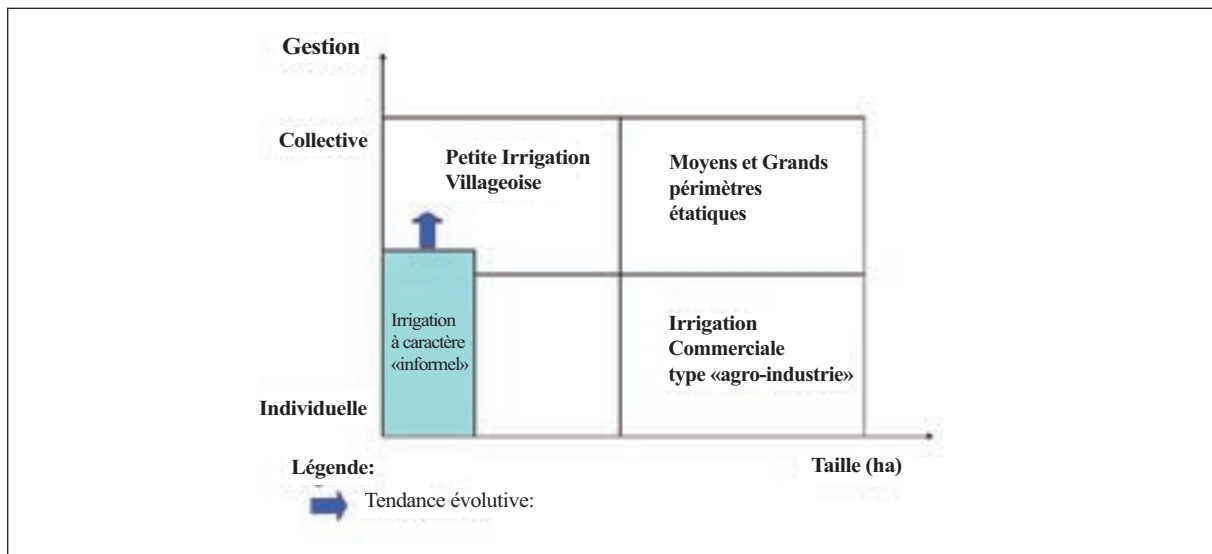 Gestion
Collective
Petite Irrigation
Villageoise
Moyens et Grands
périmètres
étatiques
Irrigation
à caractère
«informel»
Irrigation
Commerciale
type «agro-industrie»
Individuelle
Taille (ha)
Légende:
Tendance évolutive: